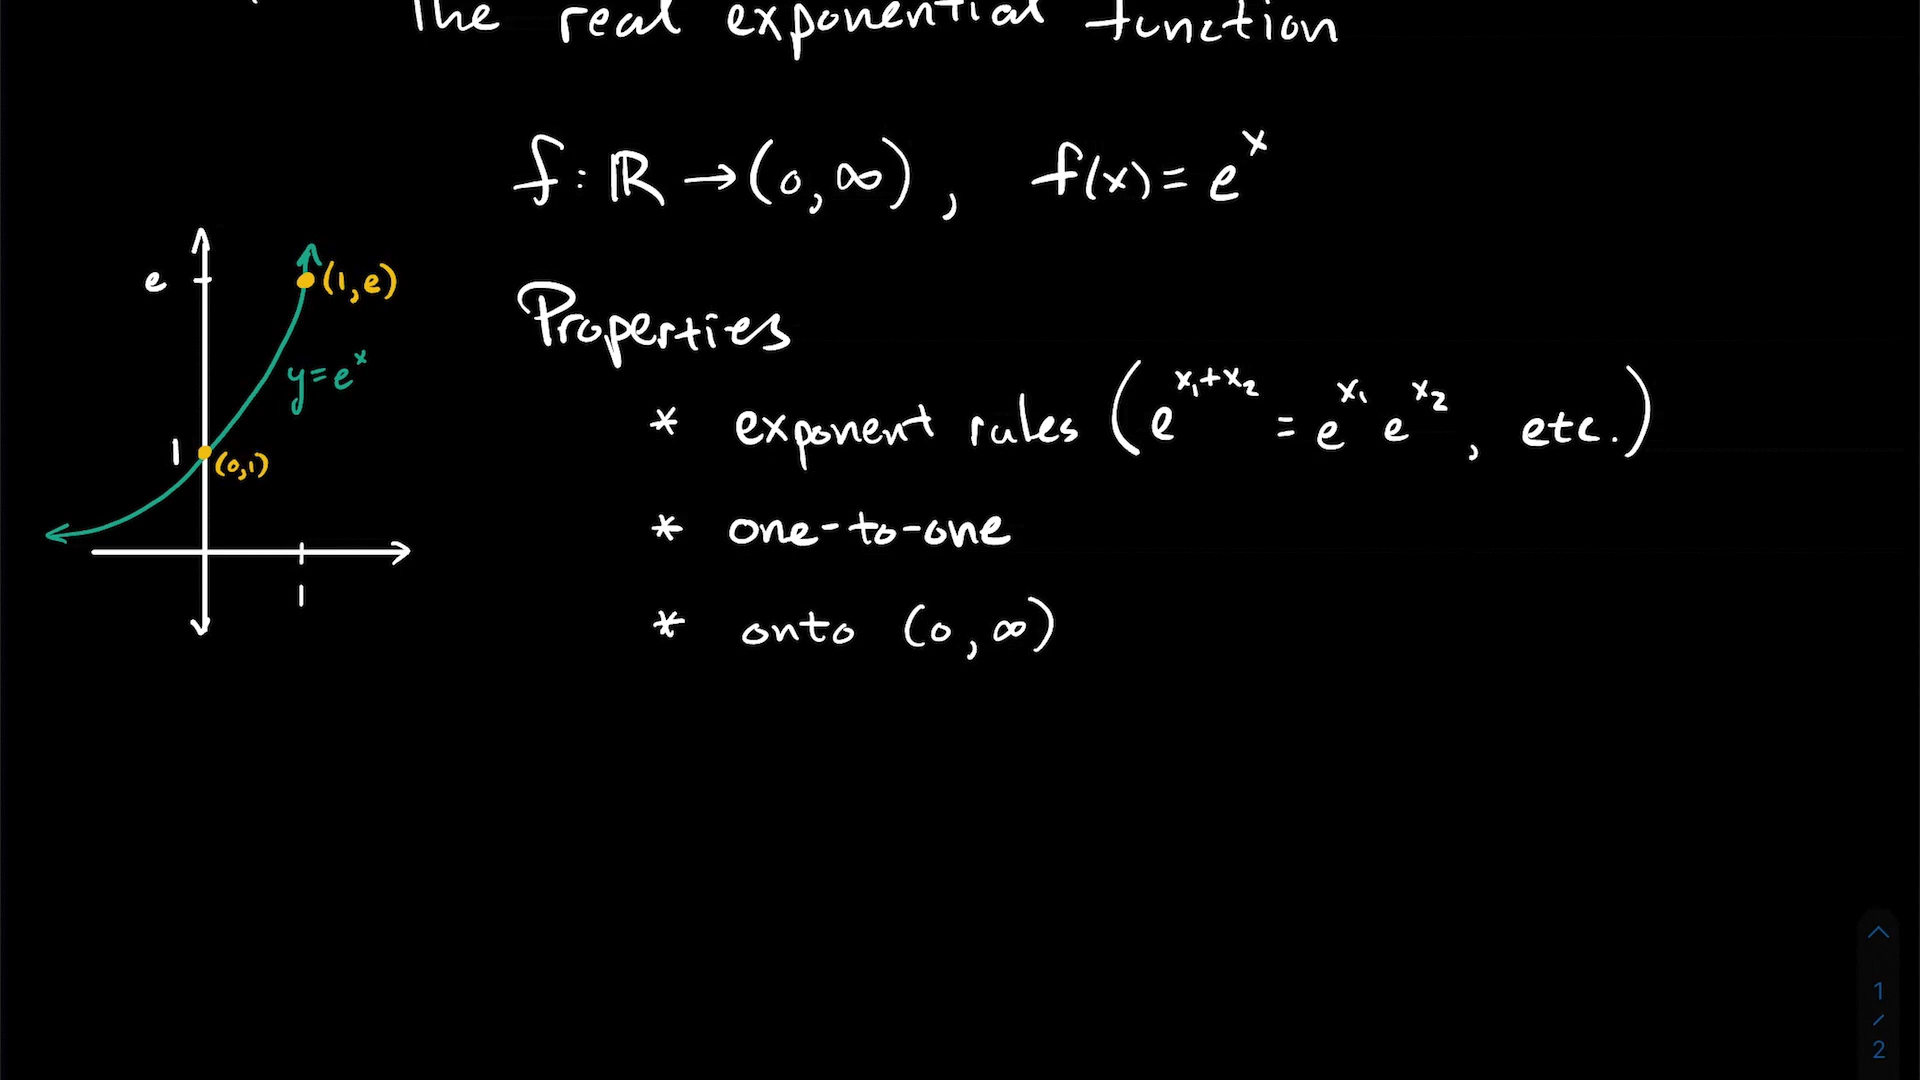 The real exponential function
f: ℝ → (0, ∞), f(x) = e^x
Properties
* exponent rules (e^{x₁+x₂} = e^{x₁} e^{x₂}, etc.)
* one-to-one
* onto (0, ∞)
e
(1, e)
y = e^x
1
(0,1)
1
1
/
2